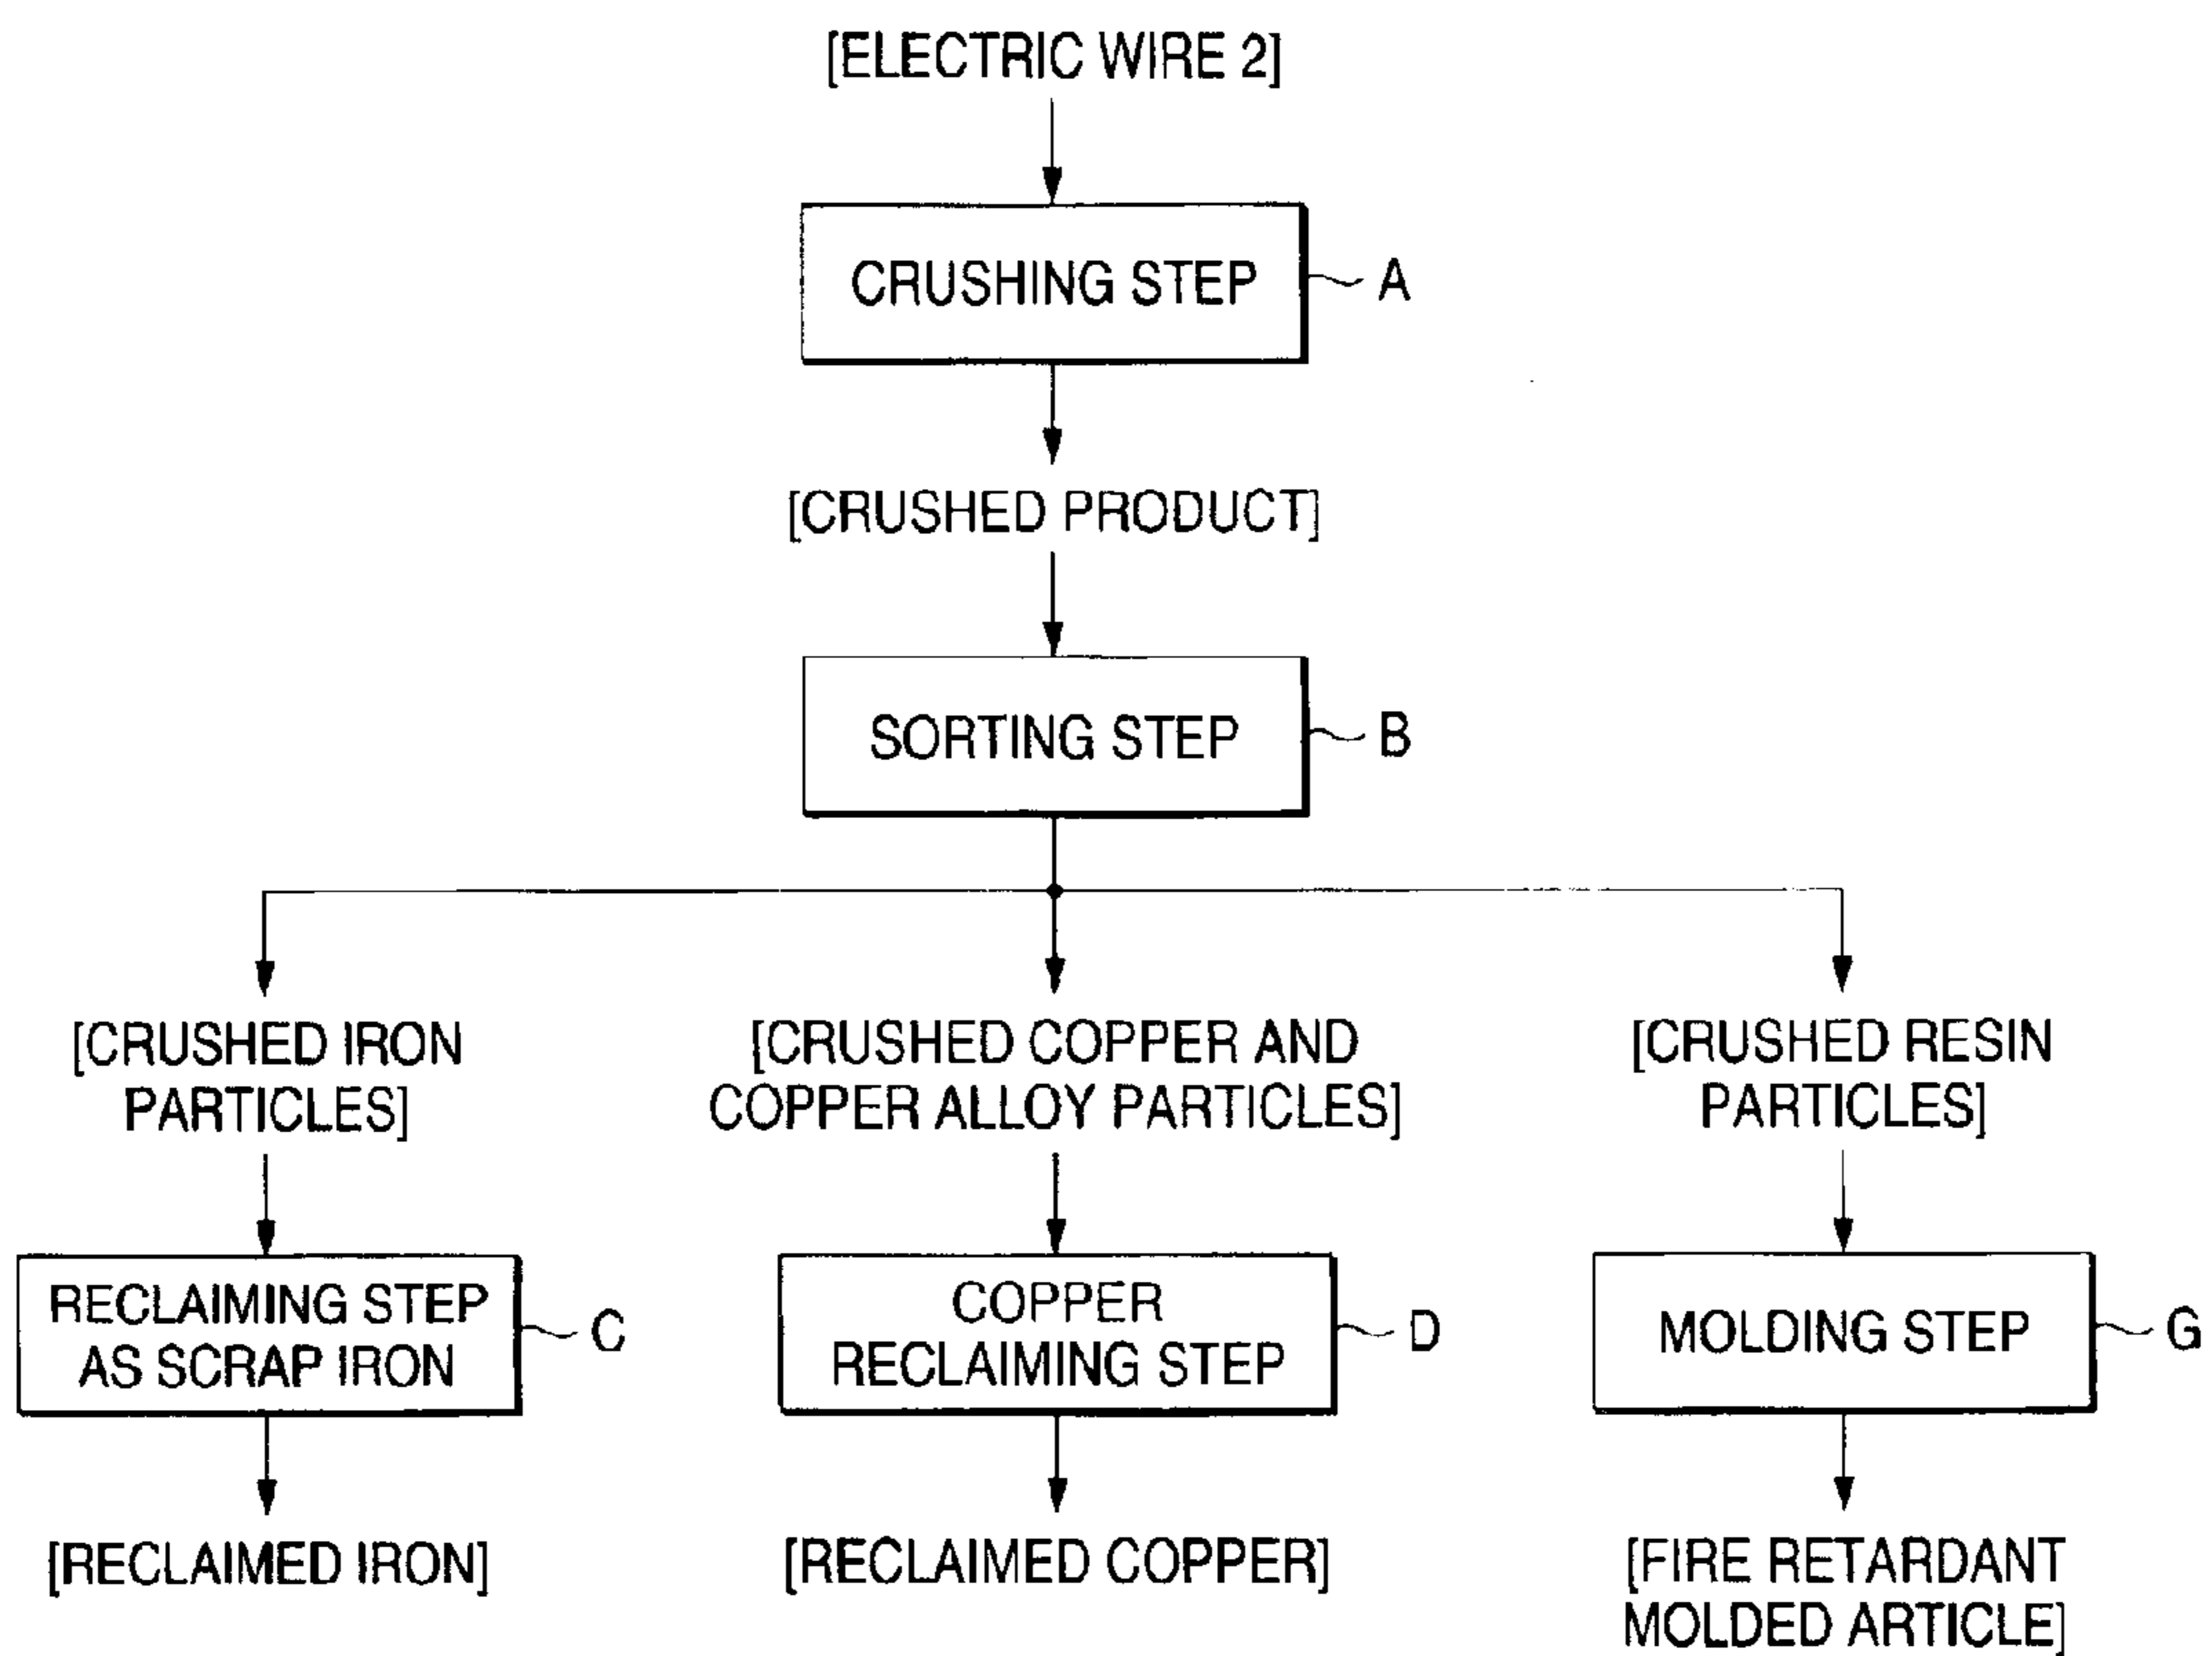 [ELECTRIC WIRE 2]
CRUSHING STEP
A
[CRUSHED PRODUCT]
SORTING STEP
B
[CRUSHED IRON
PARTICLES]
[CRUSHED COPPER AND
COPPER ALLOY PARTICLES]
[CRUSHED RESIN
PARTICLES]
RECLAIMING STEP
AS SCRAP IRON
C
COPPER
RECLAIMING STEP
D
MOLDING STEP
G
[RECLAIMED IRON]
[RECLAIMED COPPER]
[FIRE RETARDANT
MOLDED ARTICLE]